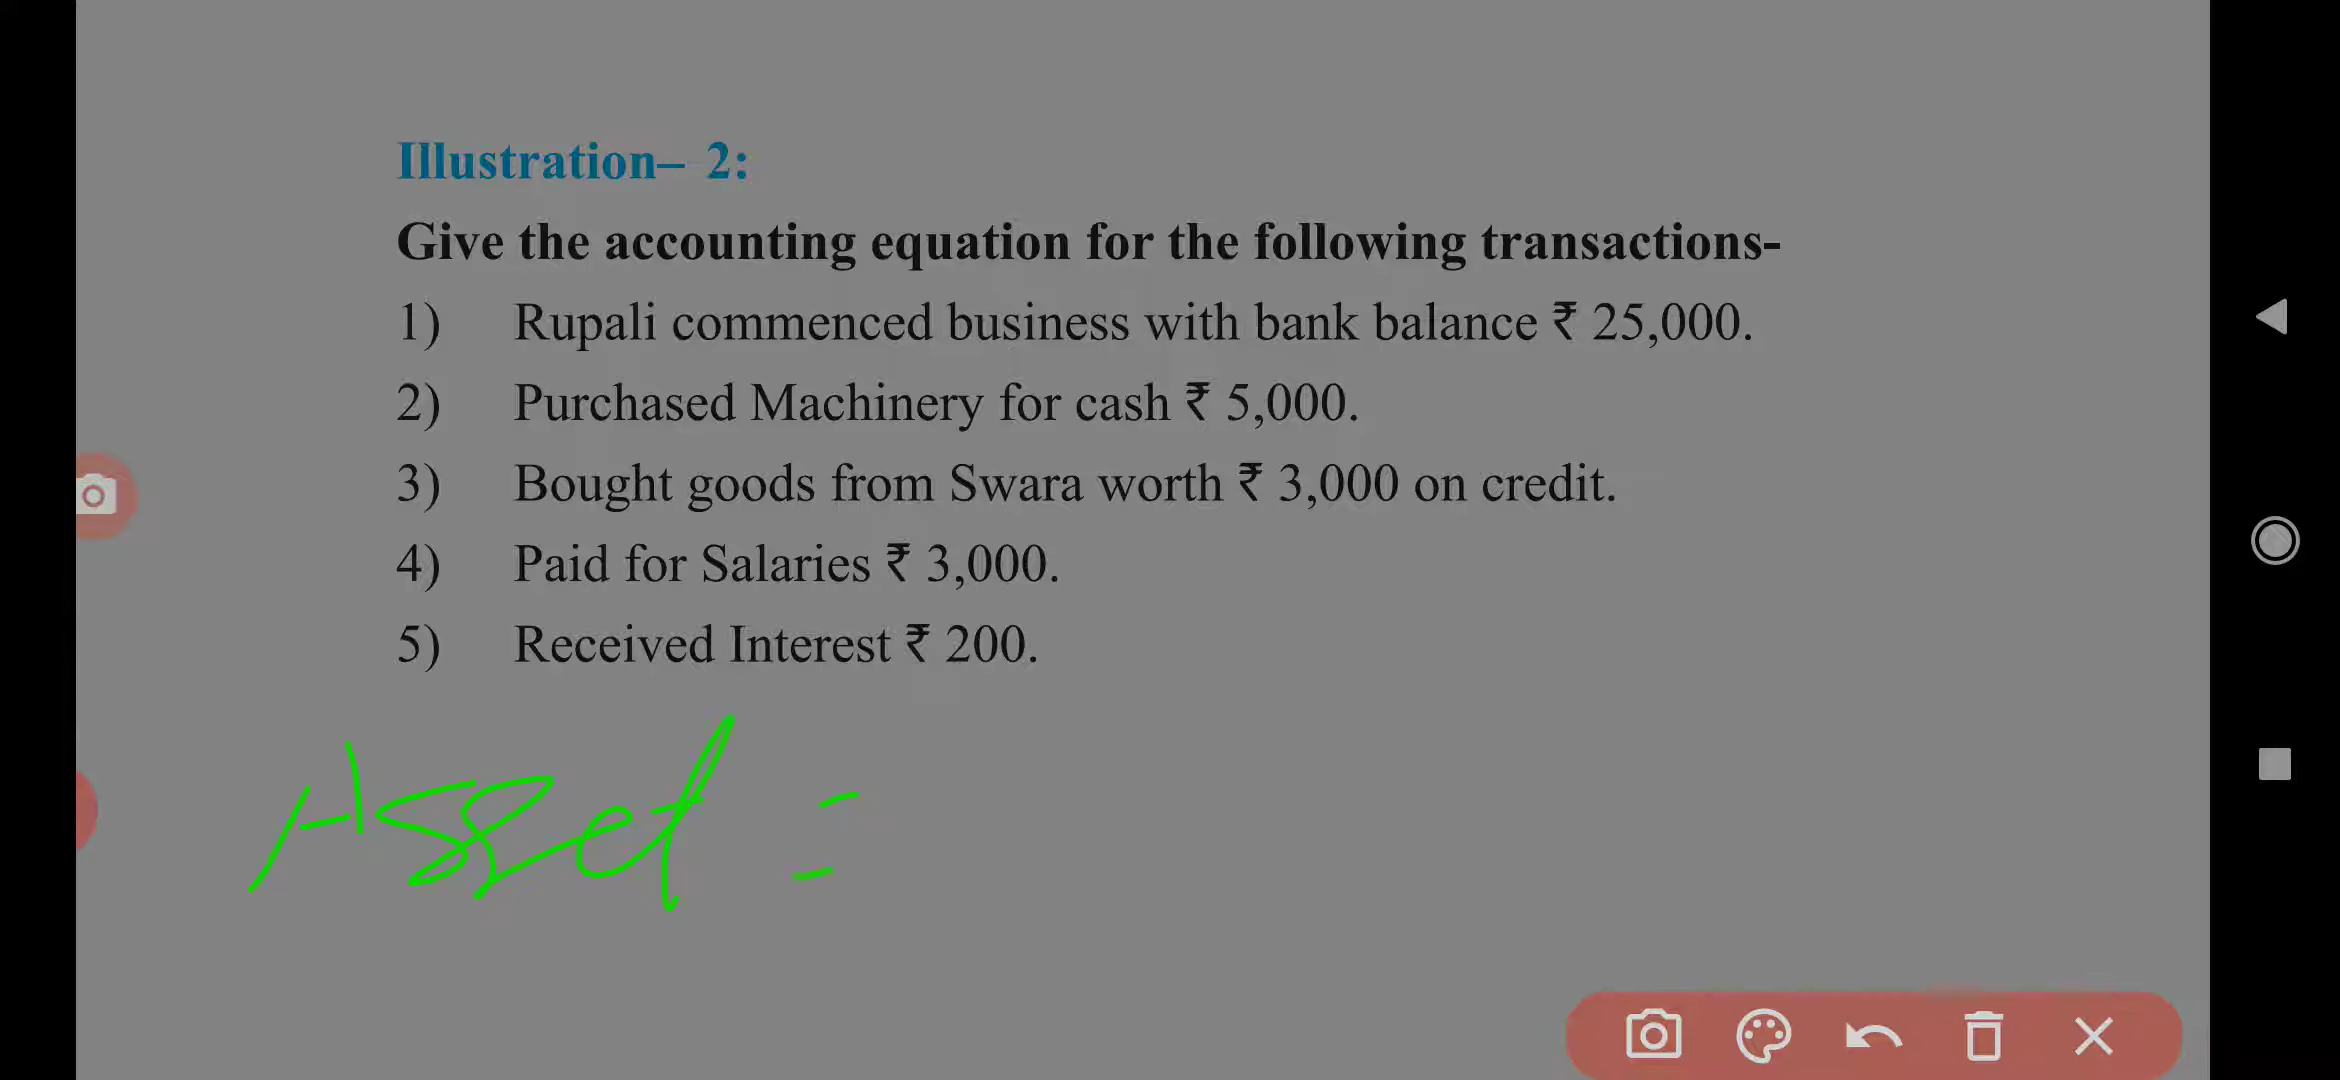 Illustration– 2:
Give the accounting equation for the following transactions-
1) Rupali commenced business with bank balance ₹ 25,000.
2) Purchased Machinery for cash ₹ 5,000.
3) Bought goods from Swara worth ₹ 3,000 on credit.
4) Paid for Salaries ₹ 3,000.
5) Received Interest ₹ 200.
Asset =